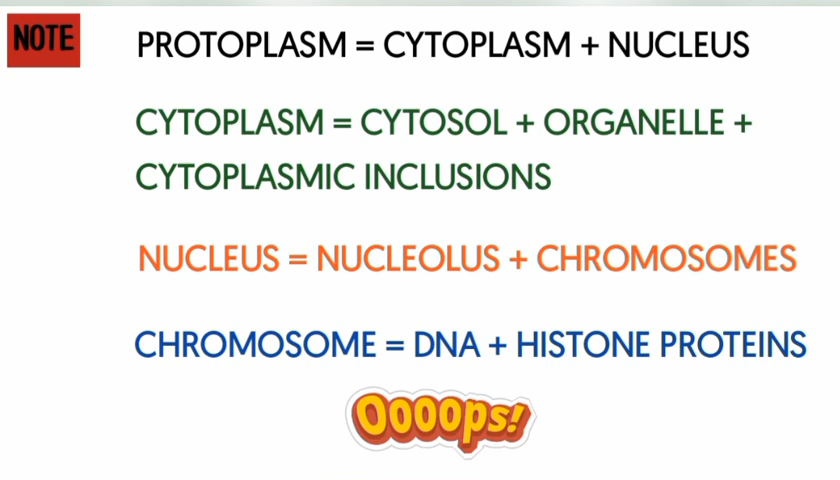 NOTE
PROTOPLASM = CYTOPLASM + NUCLEUS
CYTOPLASM = CYTOSOL + ORGANELLE +
CYTOPLASMIC INCLUSIONS
NUCLEUS = NUCLEOLUS + CHROMOSOMES
CHROMOSOME = DNA + HISTONE PROTEINS
Oooops!